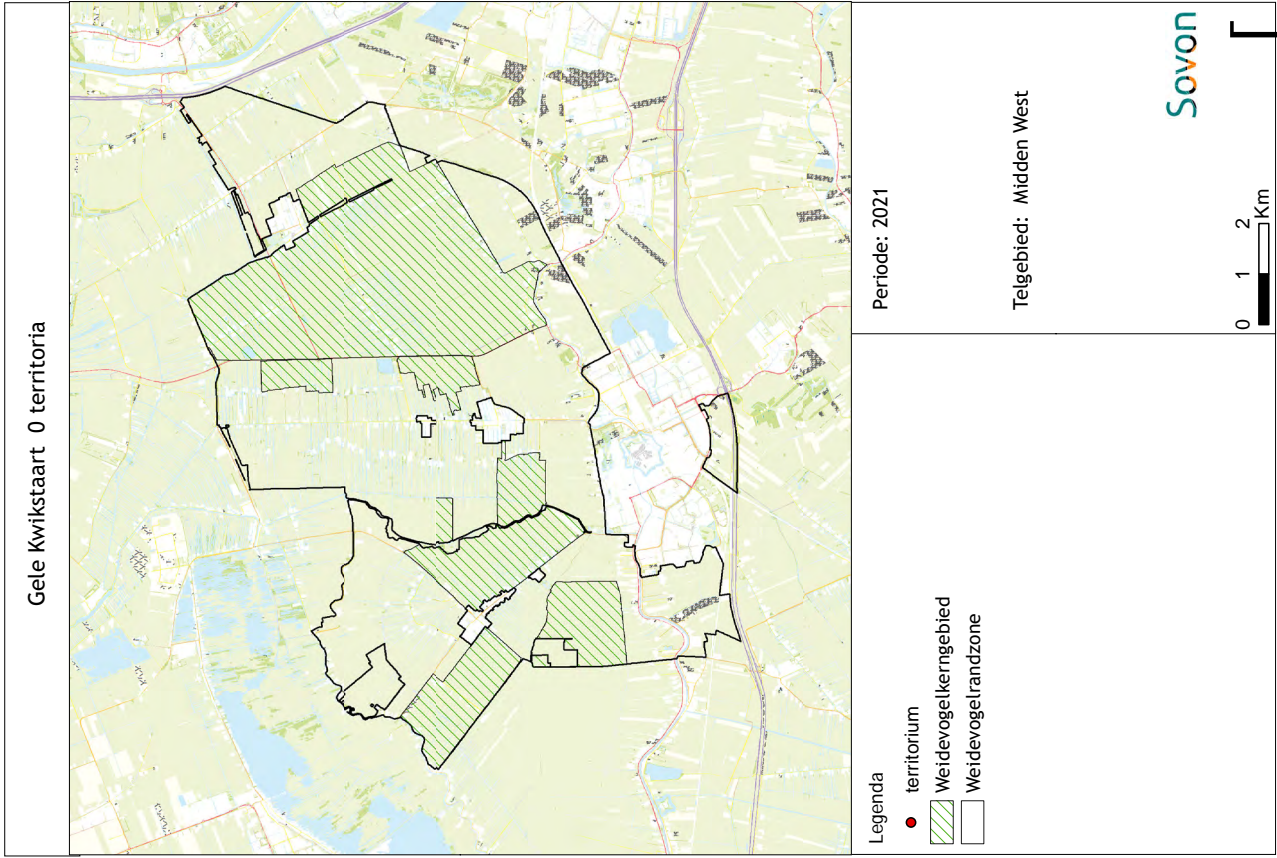 Gele Kwikstaart 0 territoria
Legenda
territorium
Weidevogelkerngebied
Weidevogelrandzone
Periode: 2021
Telgebied: Midden West
0 1 2
Km
Sovon